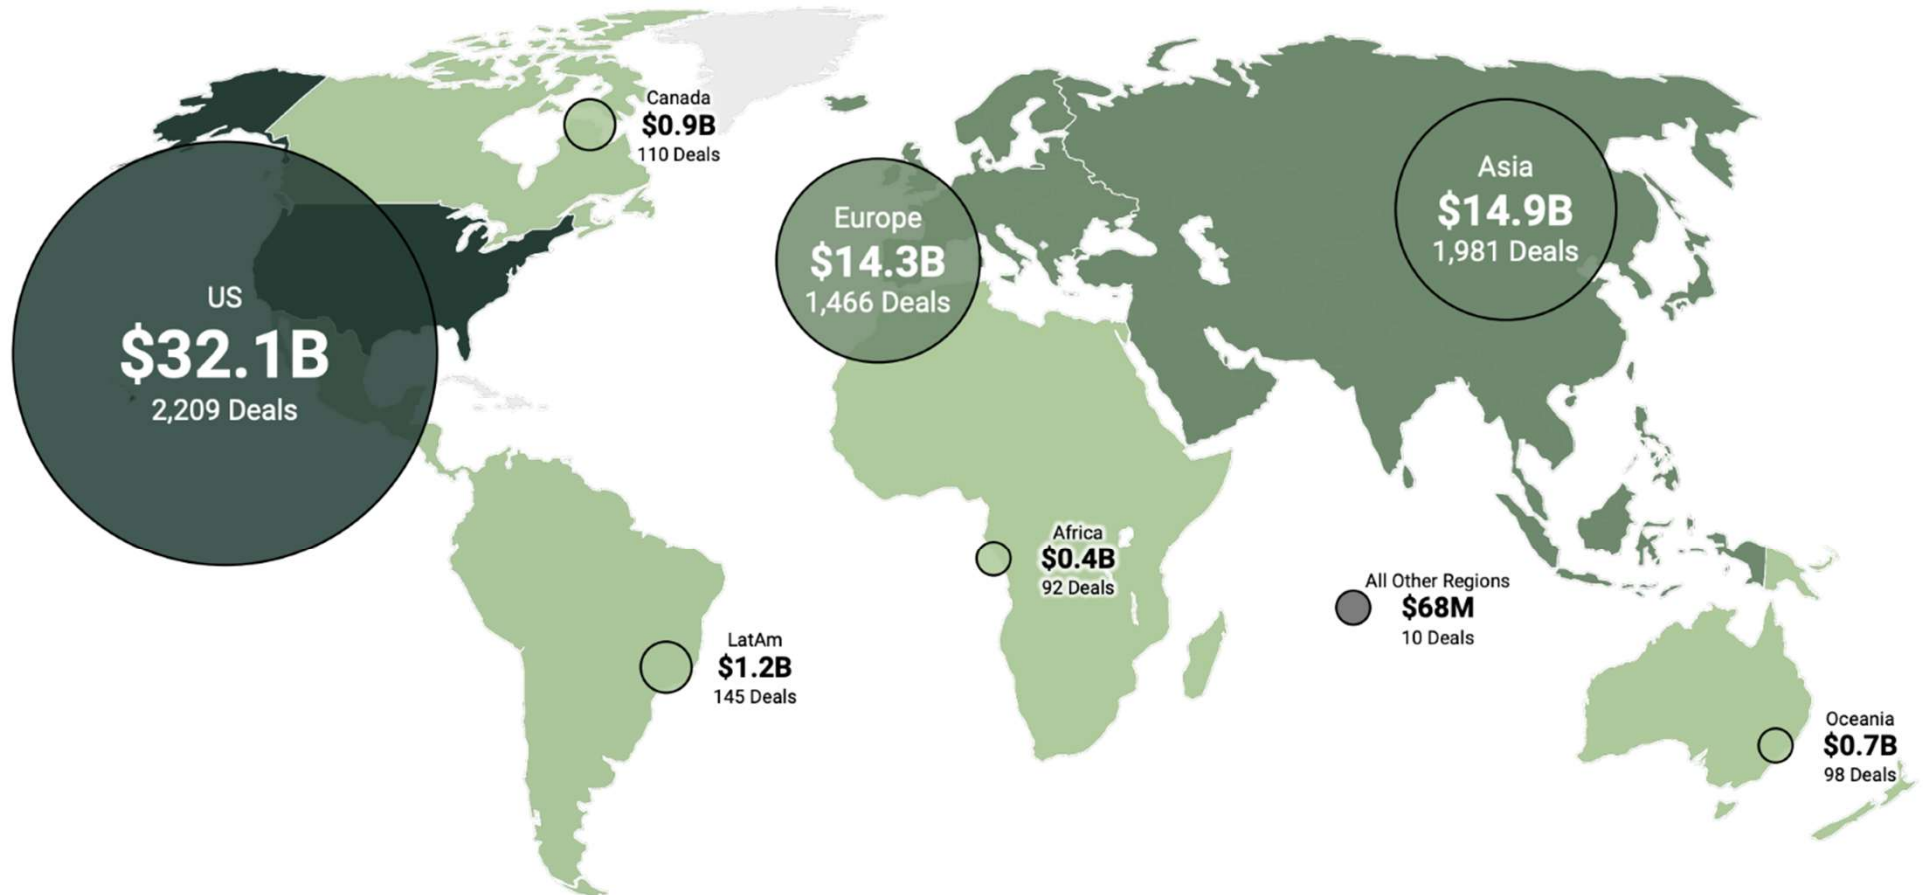 Canada
$0.9B
110 Deals
US
$32.1B
2,209 Deals
Europe
$14.3B
1,466 Deals
Asia
$14.9B
1,981 Deals
Africa
$0.4B
92 Deals
All Other Regions
$68M
10 Deals
LatAm
$1.2B
145 Deals
Oceania
$0.7B
98 Deals